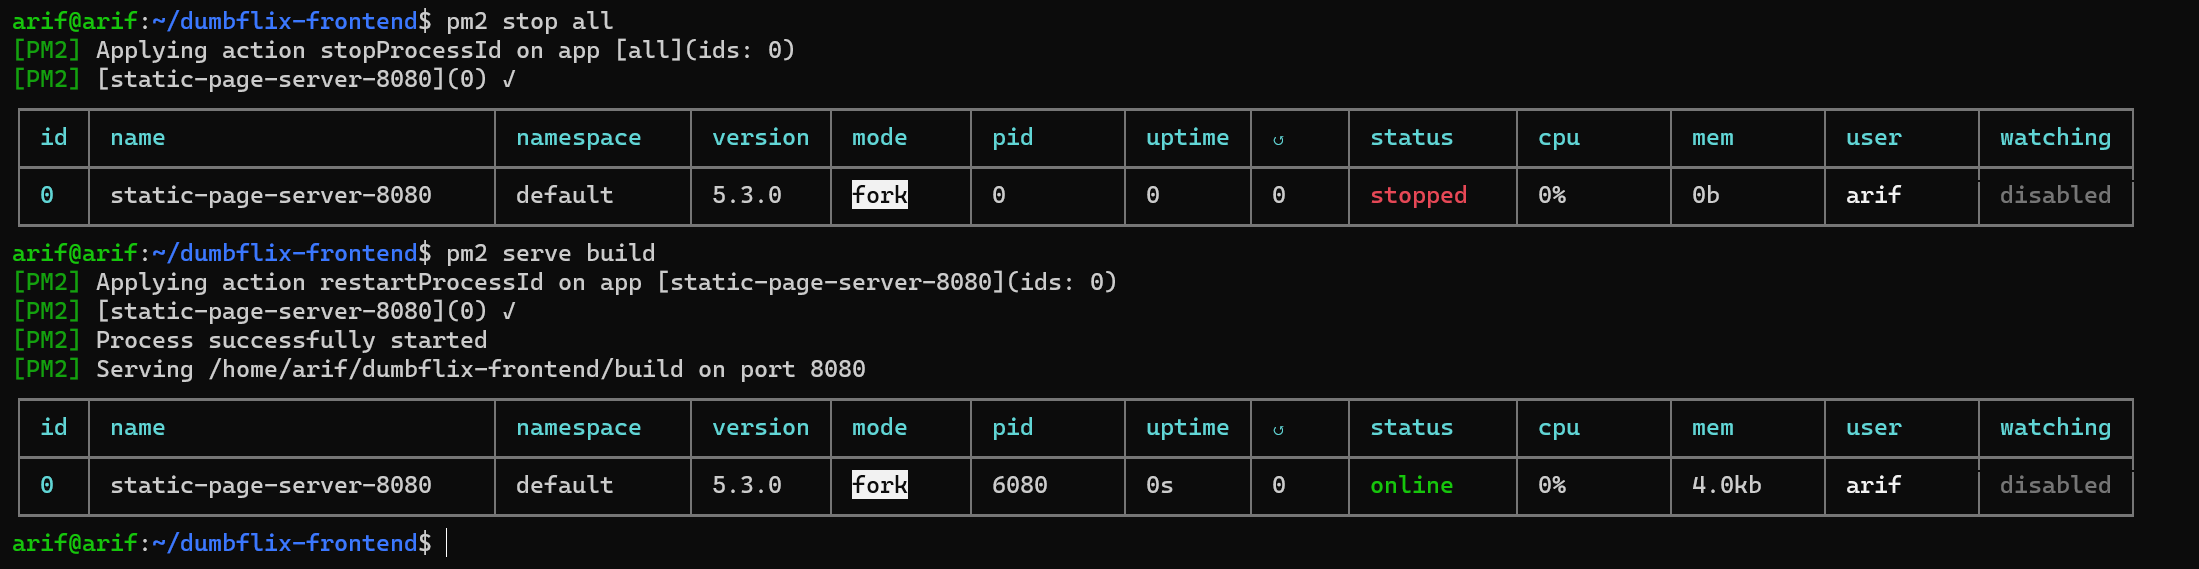 arif@arif:~/dumbflix-frontend$ pm2 stop all
[PM2] Applying action stopProcessId on app [all](ids: 0)
[PM2] [static-page-server-8080](0) ✓
id name namespace version mode pid uptime ↺ status cpu mem user watching
0 static-page-server-8080 default 5.3.0 fork 0 0 0 stopped 0% 0b arif disabled
arif@arif:~/dumbflix-frontend$ pm2 serve build
[PM2] Applying action restartProcessId on app [static-page-server-8080](ids: 0)
[PM2] [static-page-server-8080](0) ✓
[PM2] Process successfully started
[PM2] Serving /home/arif/dumbflix-frontend/build on port 8080
id name namespace version mode pid uptime ↺ status cpu mem user watching
0 static-page-server-8080 default 5.3.0 fork 6080 0s 0 online 0% 4.0kb arif disabled
arif@arif:~/dumbflix-frontend$